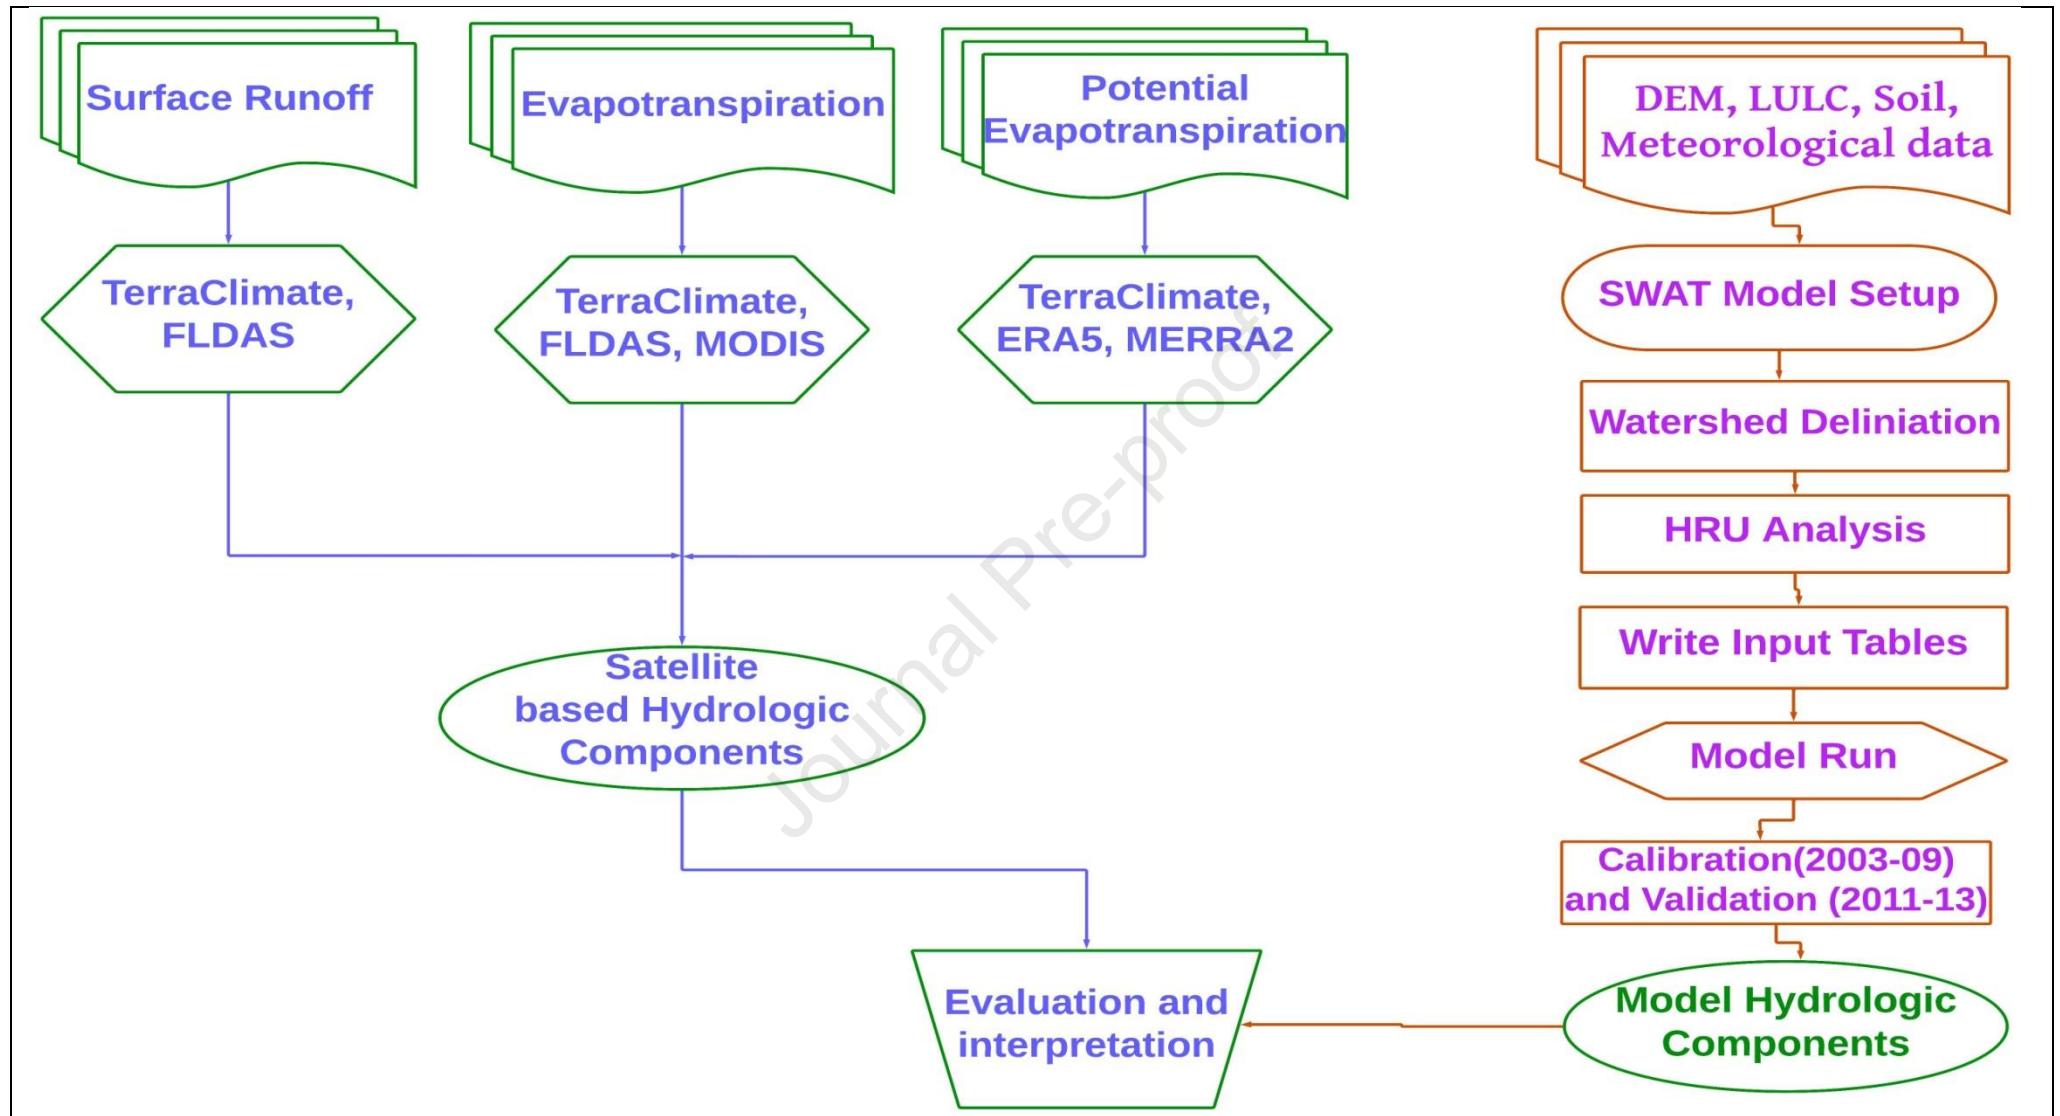 Surface Runoff
Evapotranspiration
Potential
Evapotranspiration
DEM, LULC, Soil,
Meteorological data
TerraClimate,
FLDAS
TerraClimate,
FLDAS, MODIS
TerraClimate,
ERA5, MERRA2
SWAT Model Setup
Watershed Deliniation
HRU Analysis
Write Input Tables
Satellite
based Hydrologic
Components
Model Run
Calibration(2003-09)
and Validation (2011-13)
Evaluation and
interpretation
Model Hydrologic
Components
Journal Pre-proof